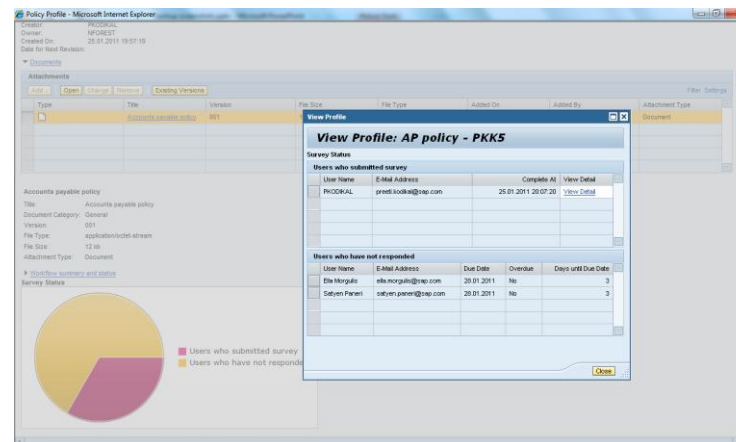 Policy Profile - Microsoft Internet Explorer
Creator: PKODIKAL
Owner: NFOREST
Created On: 25.01.2011 19:57:19
Date for Next Revision:
Documents
Attachments
Add Open Change Remove Existing Versions Filter Settings
Type Title Version File Size File Type Added On Added By Attachment Type
Accounts payable policy 001 Document
View Profile
View Profile: AP policy - PKK5
Survey Status
Users who submitted survey
User Name E-Mail Address Complete At View Detail
PKODIKAL 25.01.2011 20:07:20 View Detail
Users who have not responded
User Name E-Mail Address Due Date Overdue Days until Due Date
Elle Morgulis elle.morgulis@sap.com 28.01.2011 No 3
Satyen Paneri satyen.paneri@sap.com 28.01.2011 No 3
Close
Accounts payable policy
Title: Accounts payable policy
Document Category: General
Version: 001
File Type: application/octet-stream
File Size: 12 kb
Attachment Type: Document
Workflow summary and status
Survey Status
Users who submitted survey
Users who have not responde